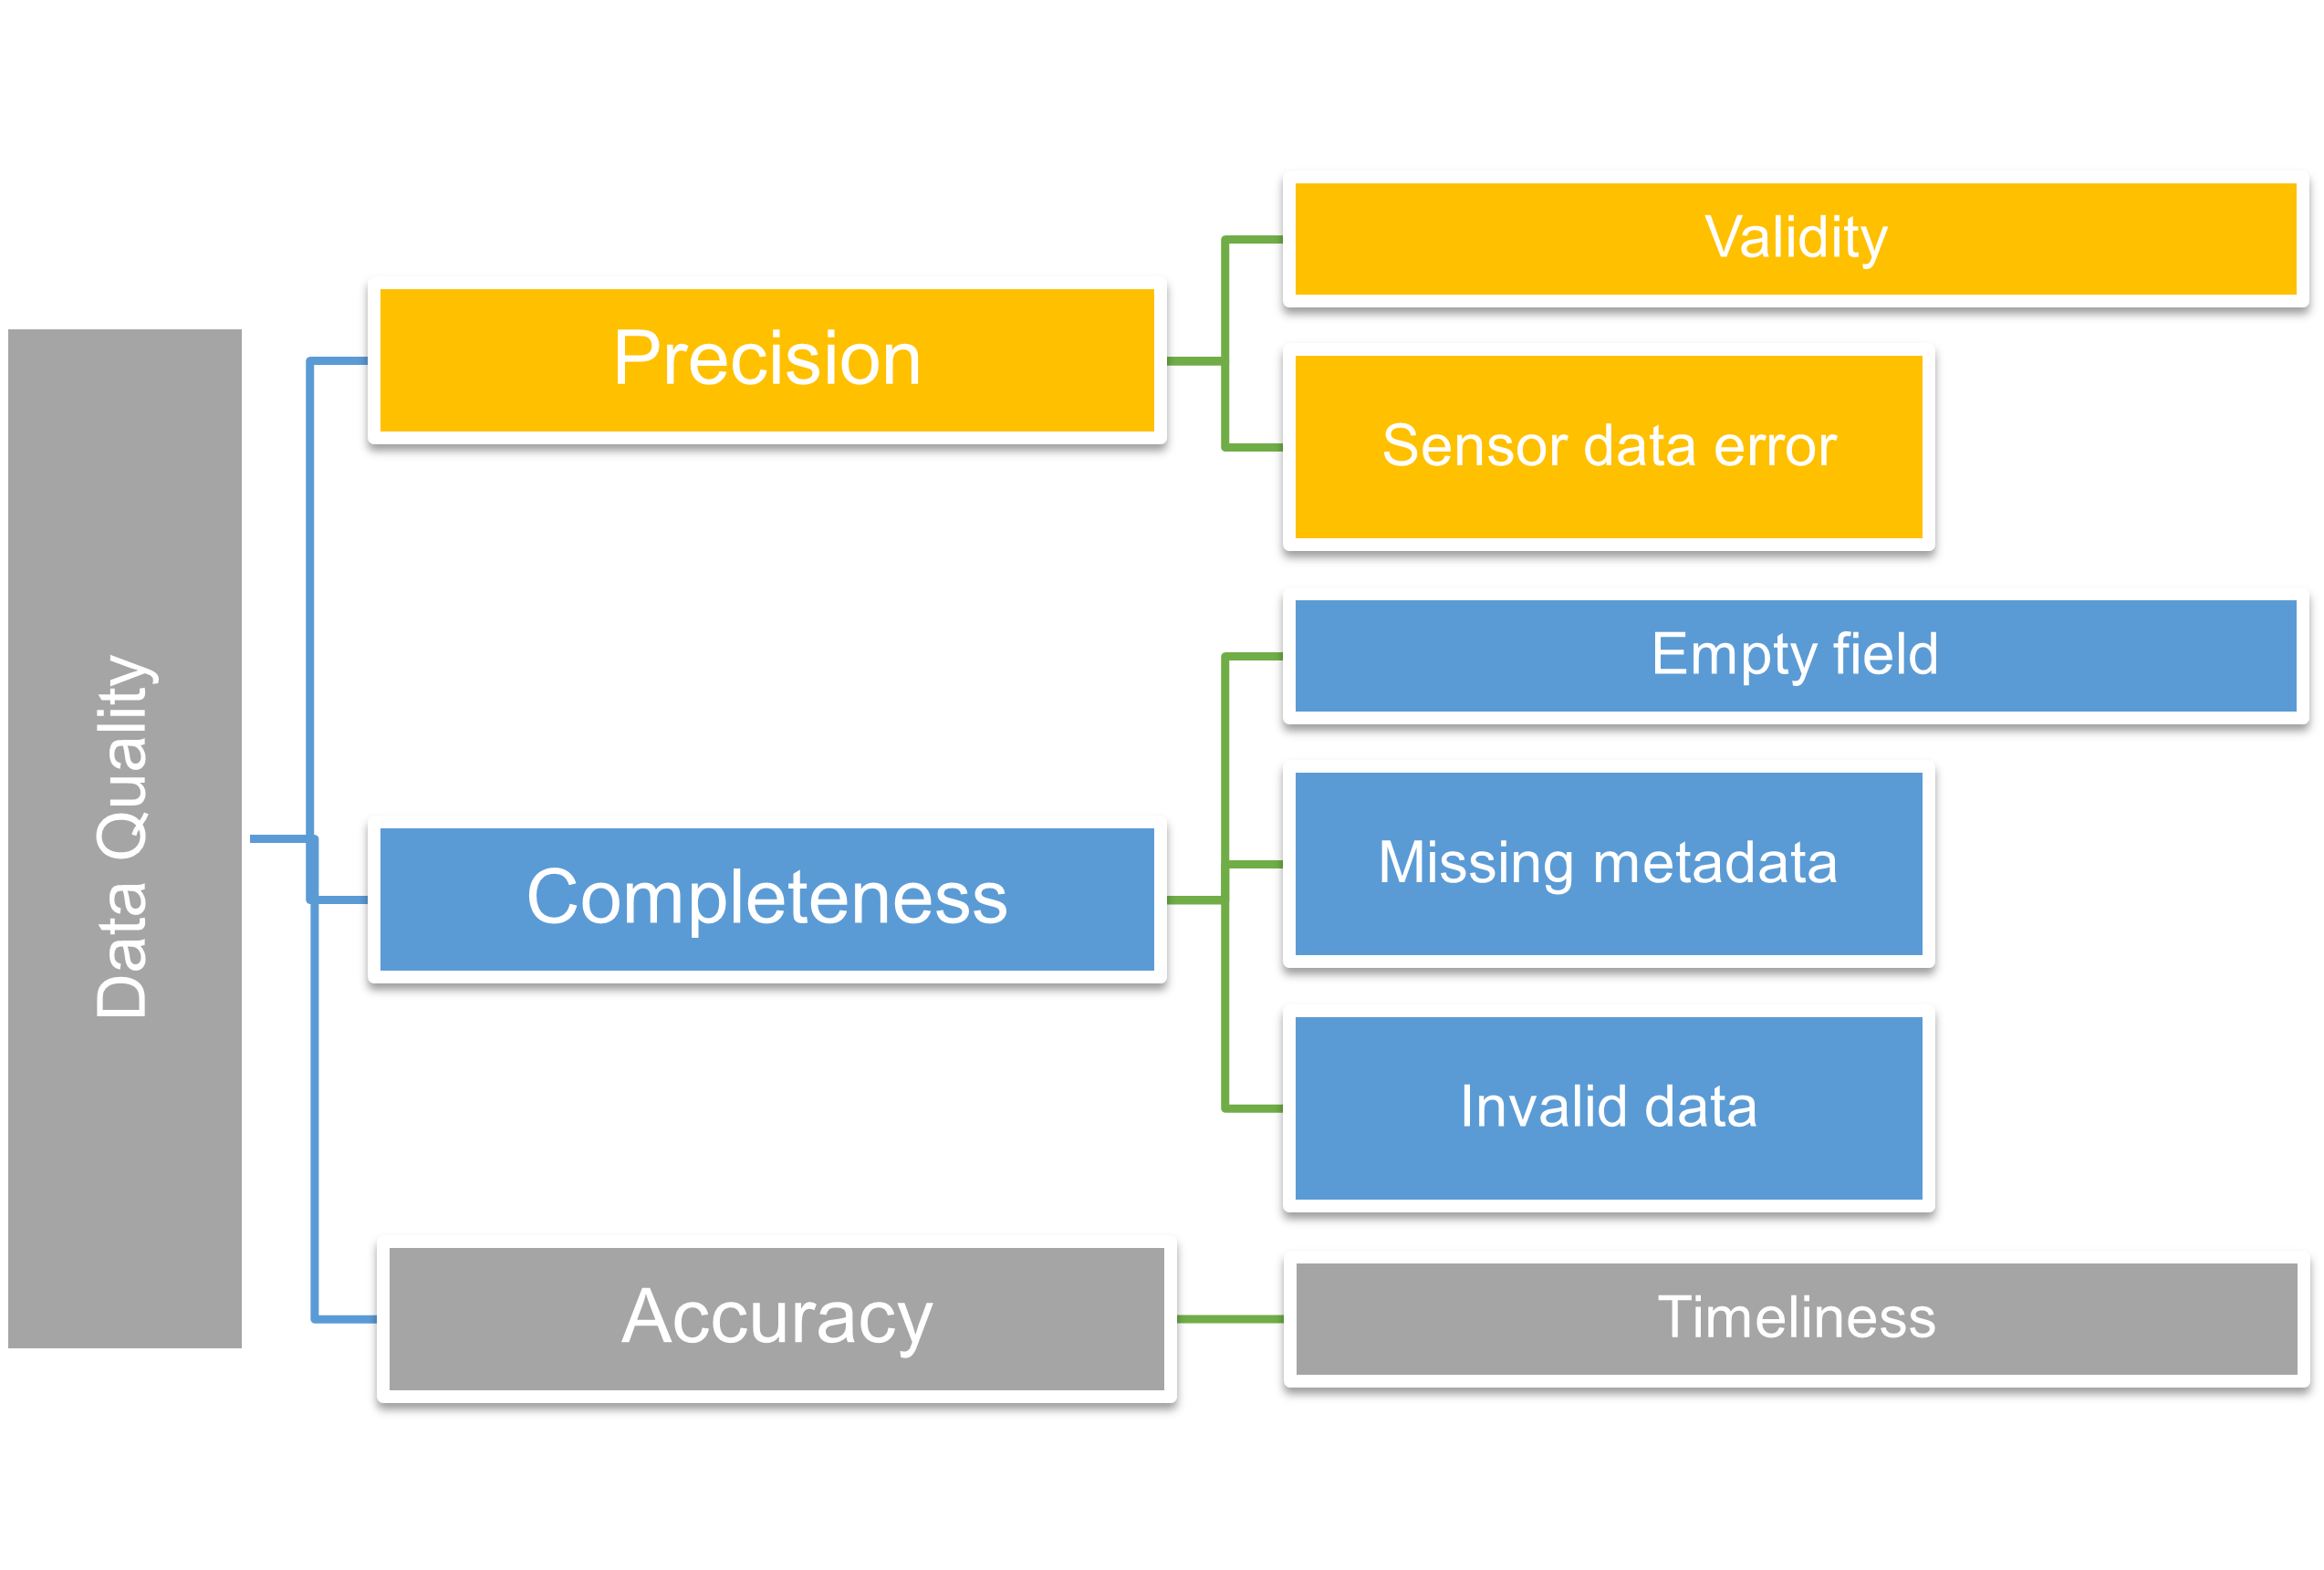 Data Quality
Precision
Validity
Sensor data error
Completeness
Empty field
Missing metadata
Invalid data
Accuracy
Timeliness